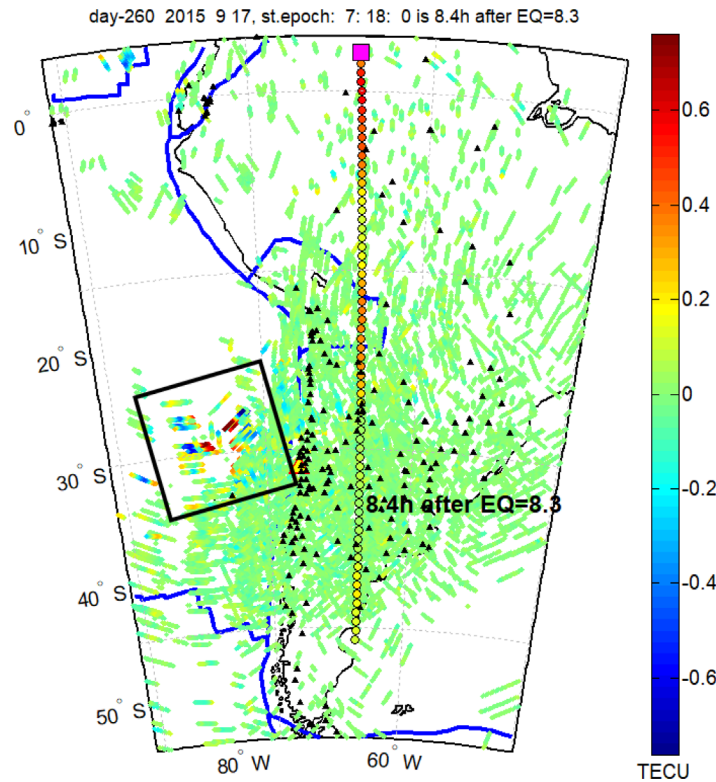 day-260 2015 9 17, st.epoch: 7: 18: 0 is 8.4h after EQ=8.3
0°
10° S
20° S
30° S
40° S
50° S
80° W
60° W
8.4h after EQ=8.3
0.6
0.4
0.2
0
-0.2
-0.4
-0.6
TECU